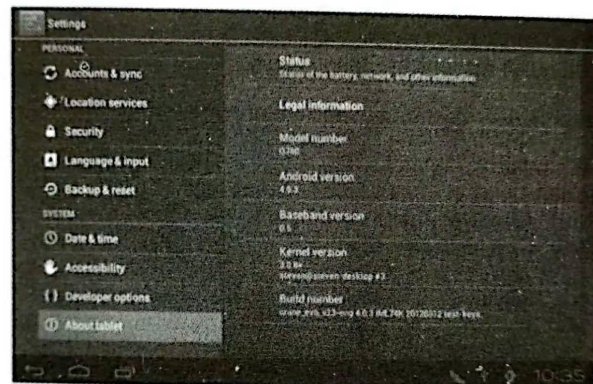 Settings
PERSONAL
Accounts & sync
Location services
Security
Language & input
Backup & reset
SYSTEM
Date & time
Accessibility
Developer options
About tablet
Status
Status of the battery, network, and other information
Legal information
Model number
Android version
4.0.3
Baseband version
Kernel version
Build number
10:35